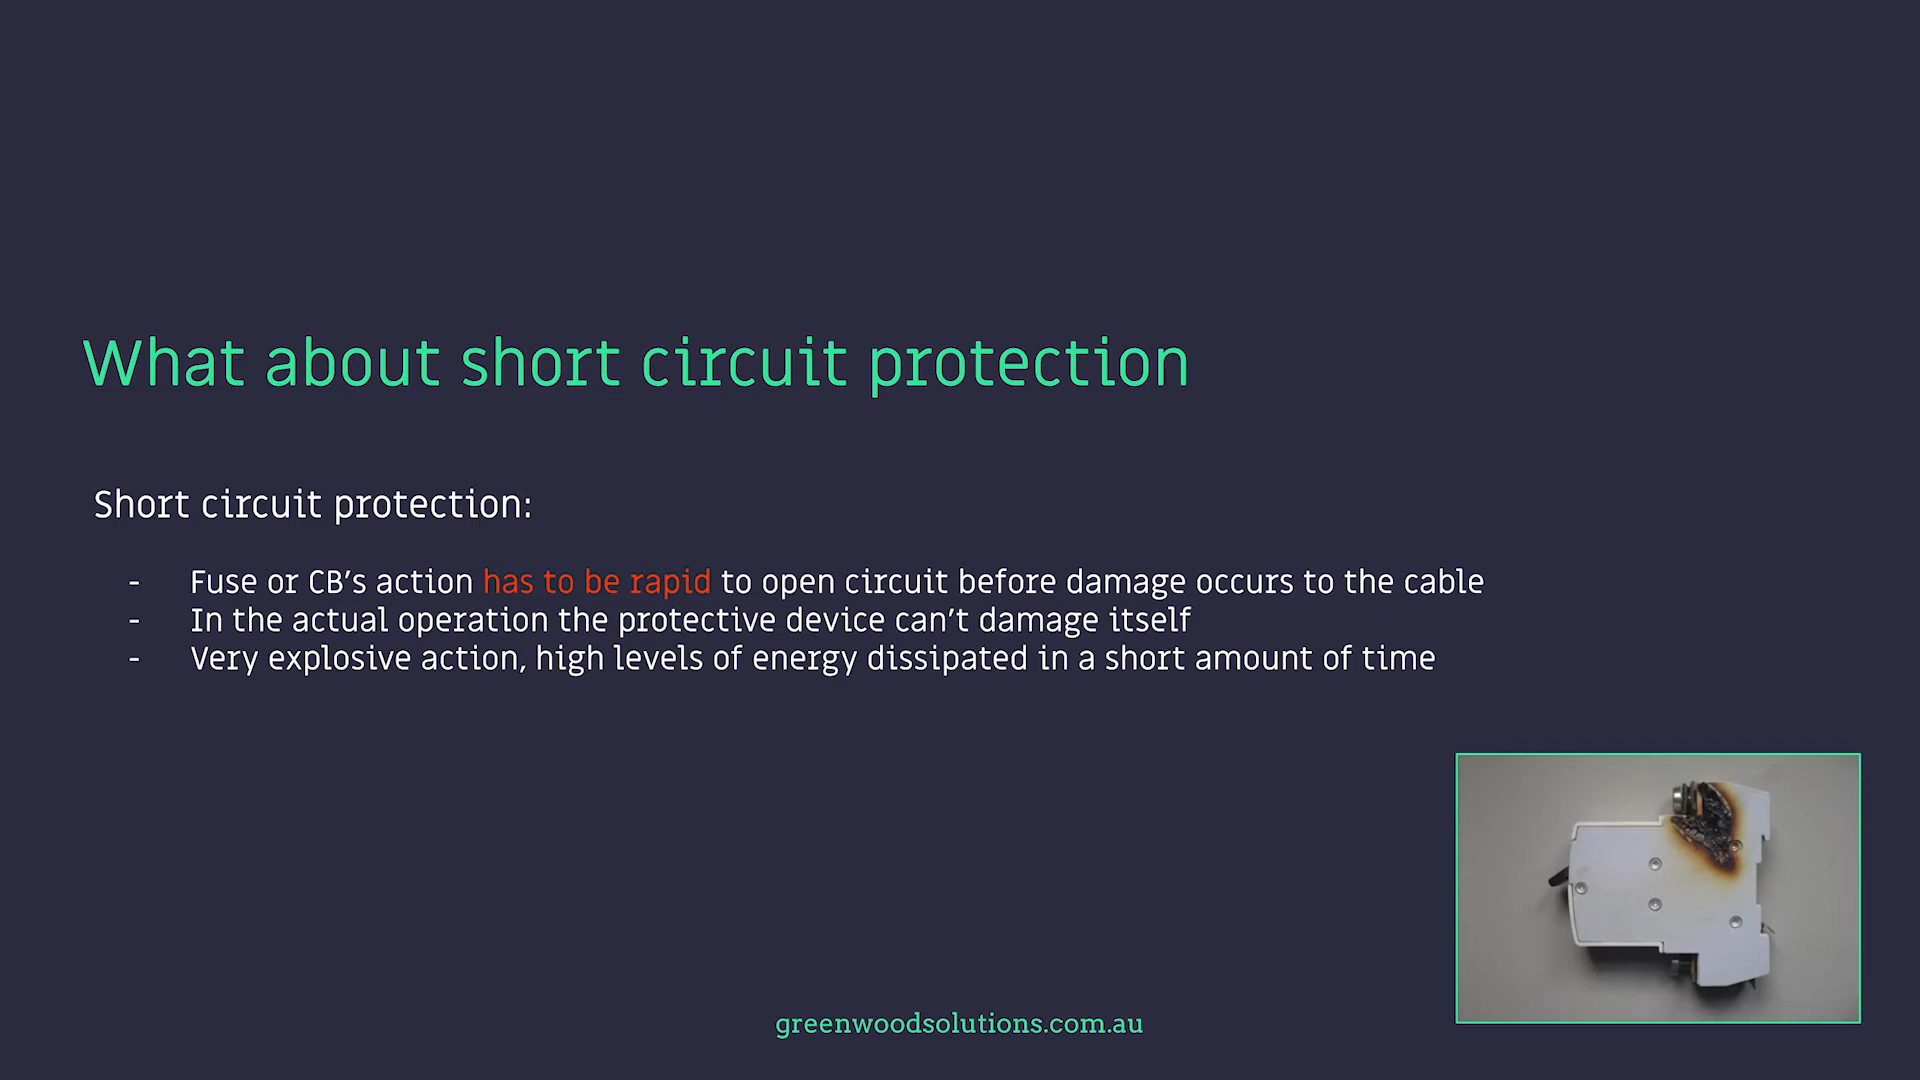 What about short circuit protection
Short circuit protection:
- Fuse or CB’s action has to be rapid to open circuit before damage occurs to the cable
- In the actual operation the protective device can’t damage itself
- Very explosive action, high levels of energy dissipated in a short amount of time
greenwoodsolutions.com.au